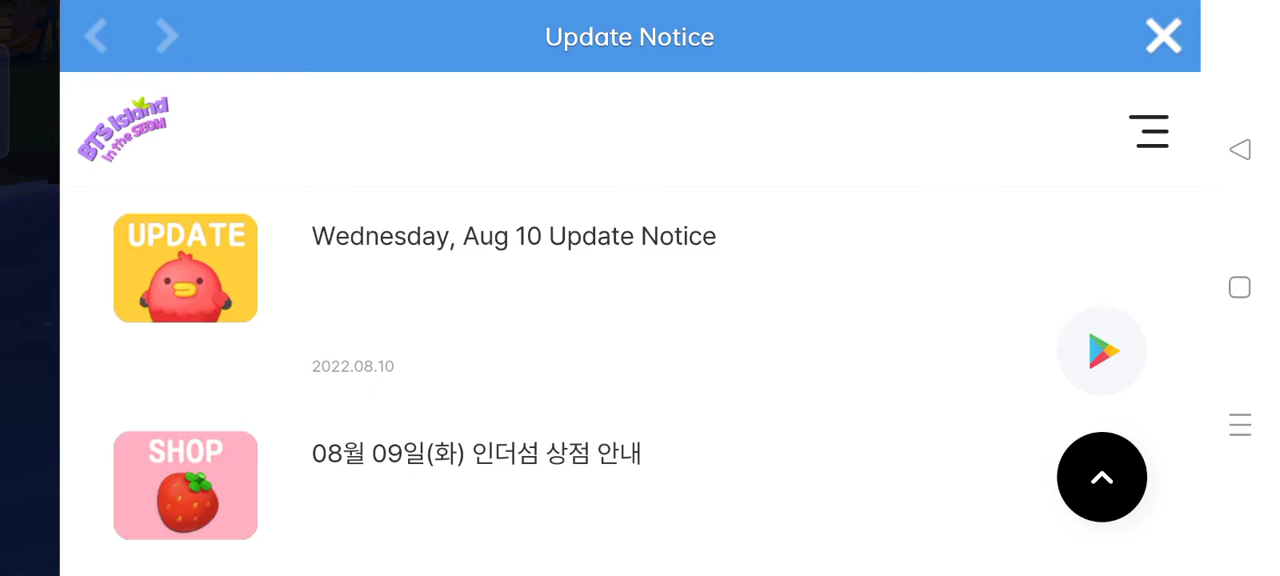 Update Notice
BTS Island
In the SEOM
UPDATE
Wednesday, Aug 10 Update Notice
2022.08.10
SHOP
08월 09일(화) 인더섬 상점 안내